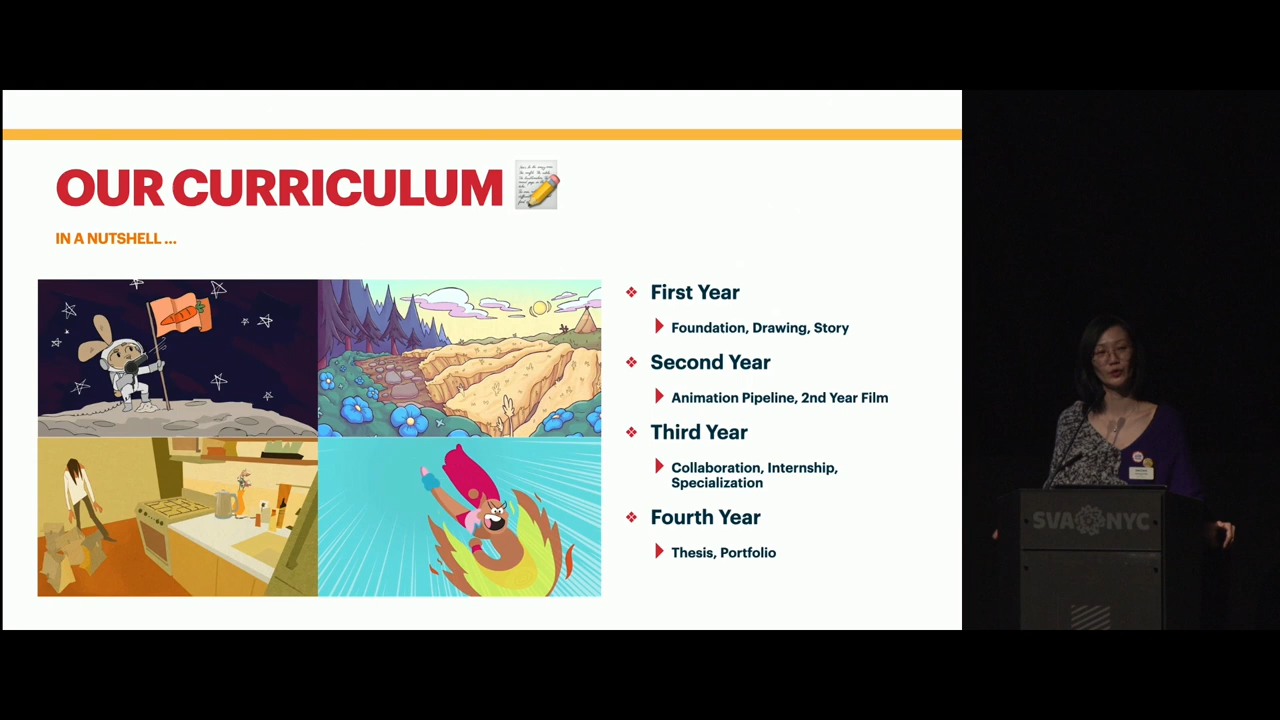 OUR CURRICULUM
IN A NUTSHELL ...
First Year
Foundation, Drawing, Story
Second Year
Animation Pipeline, 2nd Year Film
Third Year
Collaboration, Internship,
Specialization
Fourth Year
Thesis, Portfolio
SVA NYC